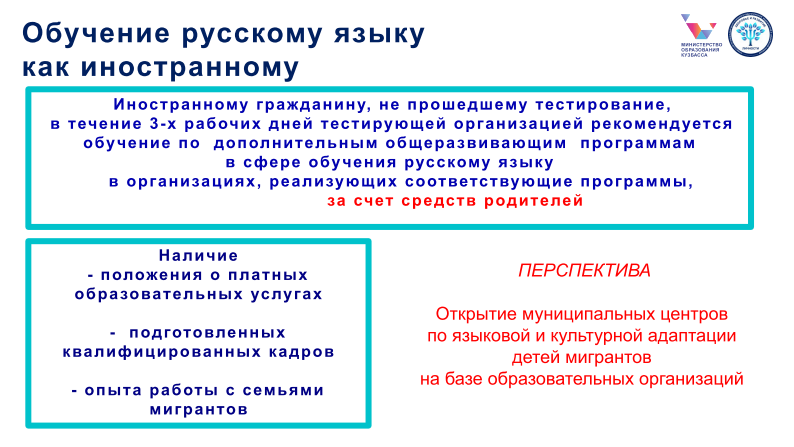 Обучение русскому языку
как иностранному
МИНИСТЕРСТВО
ОБРАЗОВАНИЯ
КУЗБАССА
Иностранному гражданину, не прошедшему тестирование,
в течение 3-х рабочих дней тестирующей организацией рекомендуется
обучение по дополнительным общеразвивающим программам
в сфере обучения русскому языку
в организациях, реализующих соответствующие программы,
за счет средств родителей
Наличие
- положения о платных
образовательных услугах
- подготовленных
квалифицированных кадров
- опыта работы с семьями
мигрантов
ПЕРСПЕКТИВА
Открытие муниципальных центров
по языковой и культурной адаптации
детей мигрантов
на базе образовательных организаций